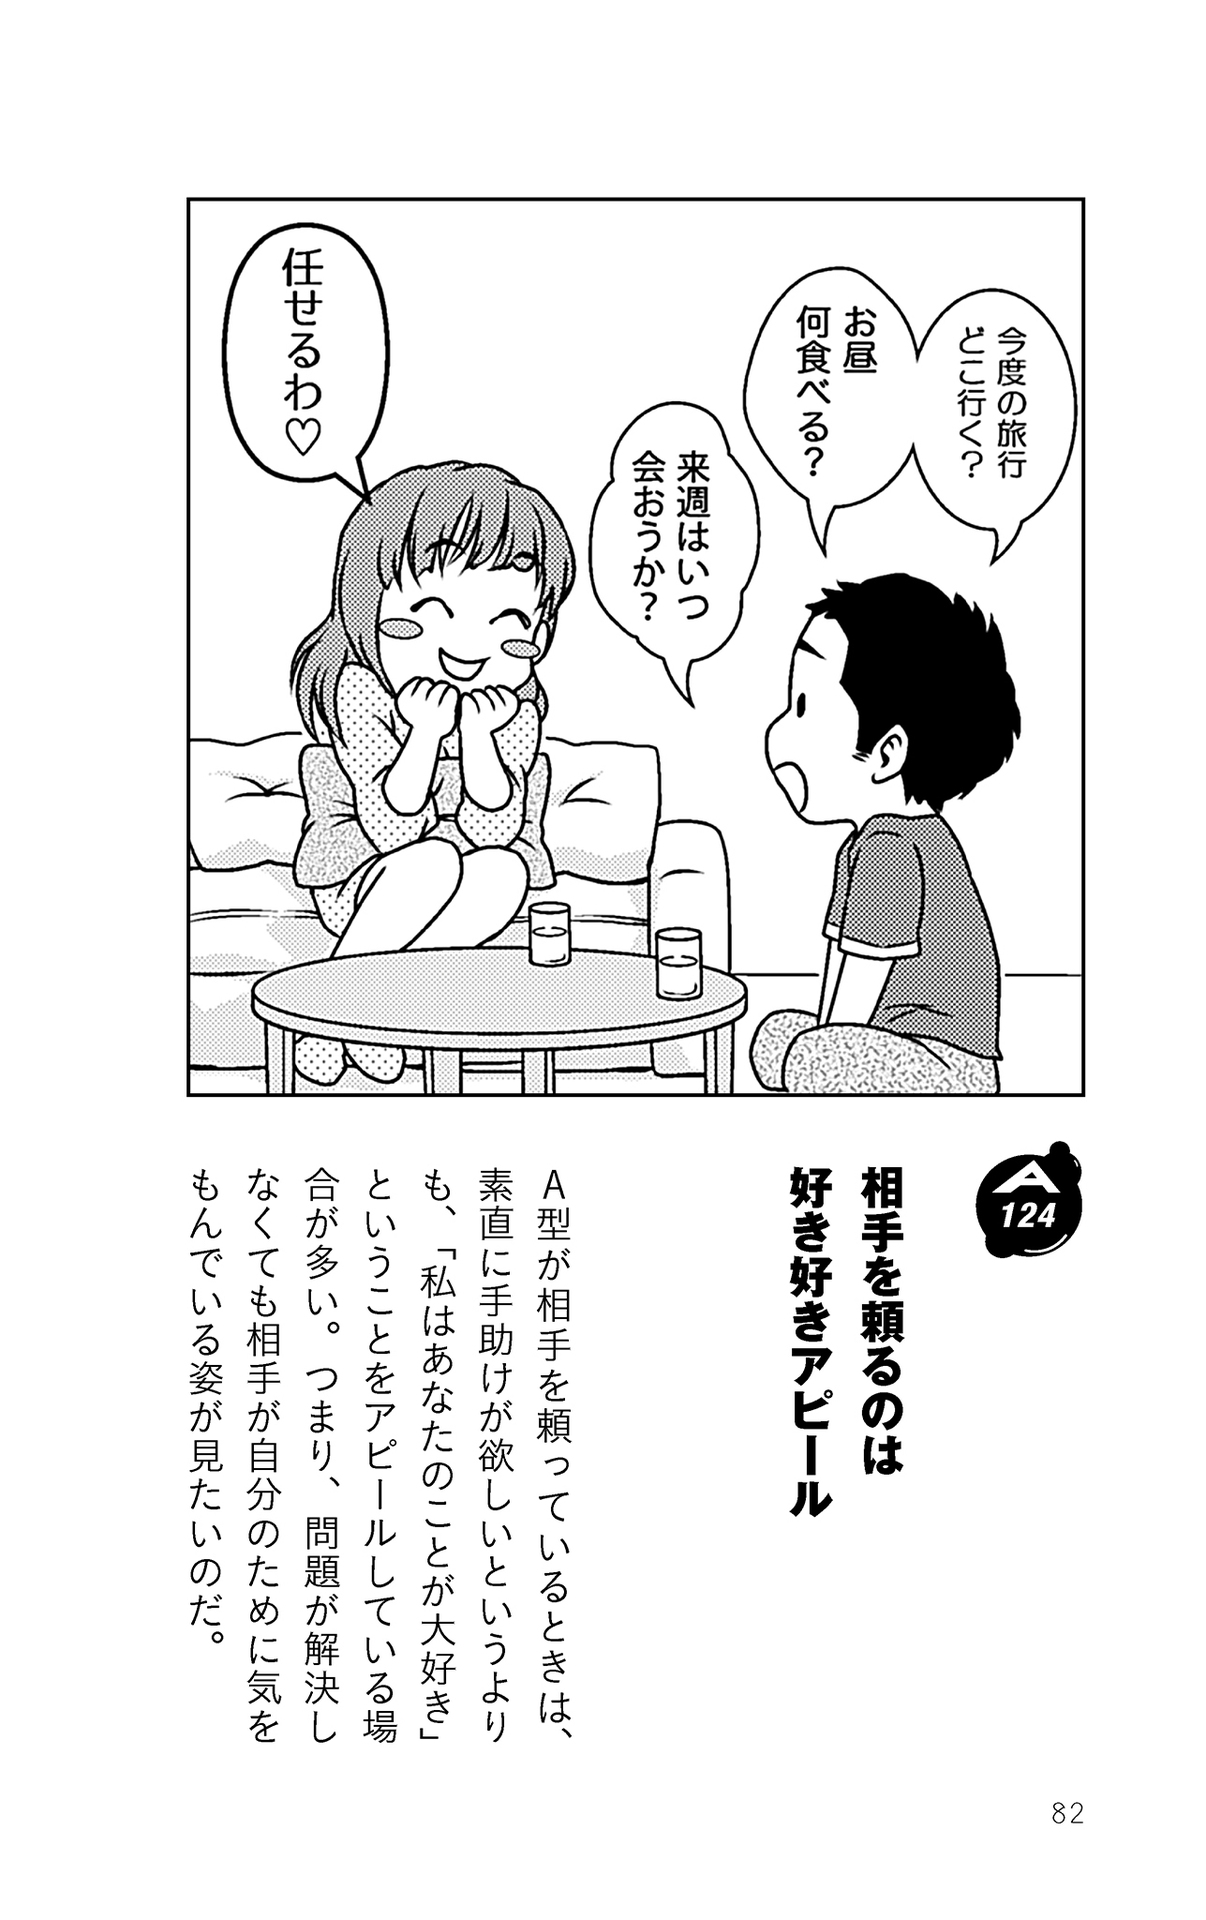 今度の旅行
どこ行く？
お昼
何食べる？
来週はいつ
会おうか？
任せるわ♡
A
124
相手を頼るのは
好き好きアピール
A型が相手を頼っているときは、
素直に手助けが欲しいというより
も、「私はあなたのことが大好き」
ということをアピールしている場
合が多い。つまり、問題が解決し
なくても相手が自分のために気を
もんでいる姿が見たいのだ。
82